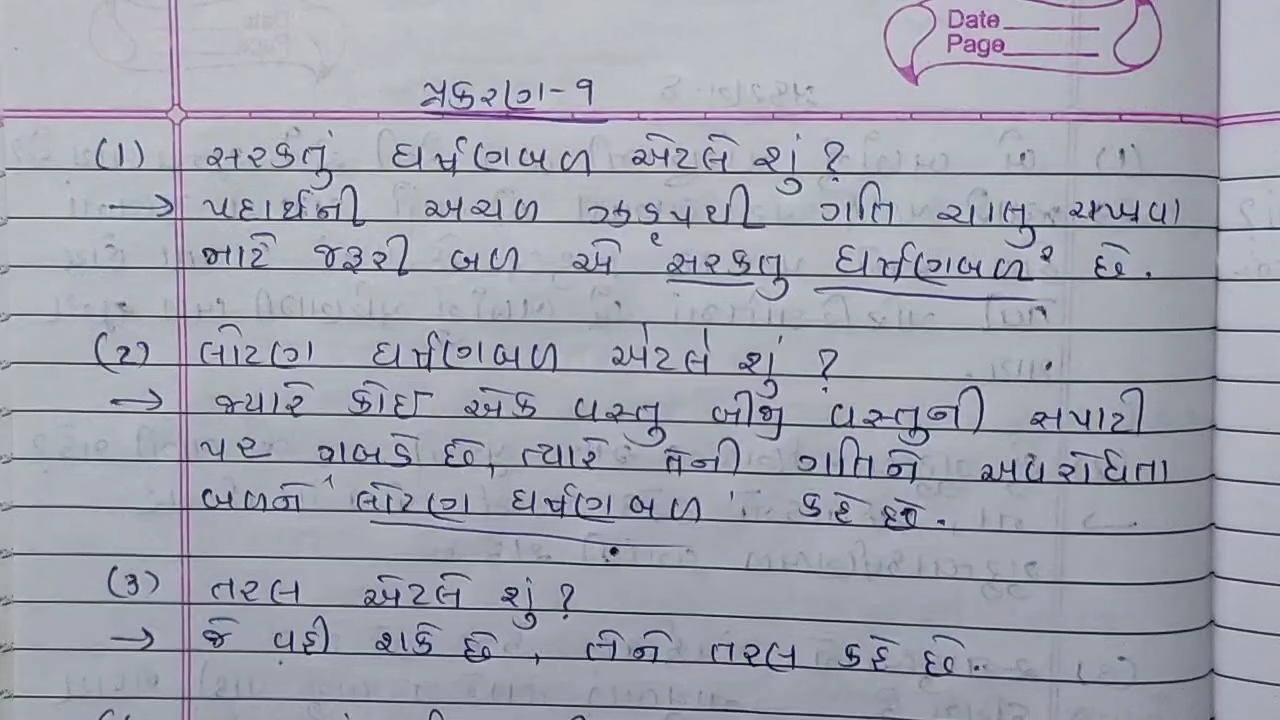 Date
Page
પ્રકરણ-૧
(1) સરકતું ઘર્ષણબળ એટલે શું ?
→ પદાર્થની અચળ ઝડપથી ગતિ ચાલુ રાખવા
માટે જરૂરી બળ એ 'સરકતું ઘર્ષણબળ' છે.
(2) લોટણ ઘર્ષણબળ એટલે શું ?
→ જ્યારે કોઈ એક વસ્તુ બીજી વસ્તુની સપાટી
પર ગબડે છે, ત્યારે તેની ગતિને અવરોધતા
બળને 'લોટણ ઘર્ષણબળ' કહે છે.
(3) તરલ એટલે શું ?
→ જે વહી શકે છે, તેને તરલ કહે છે.